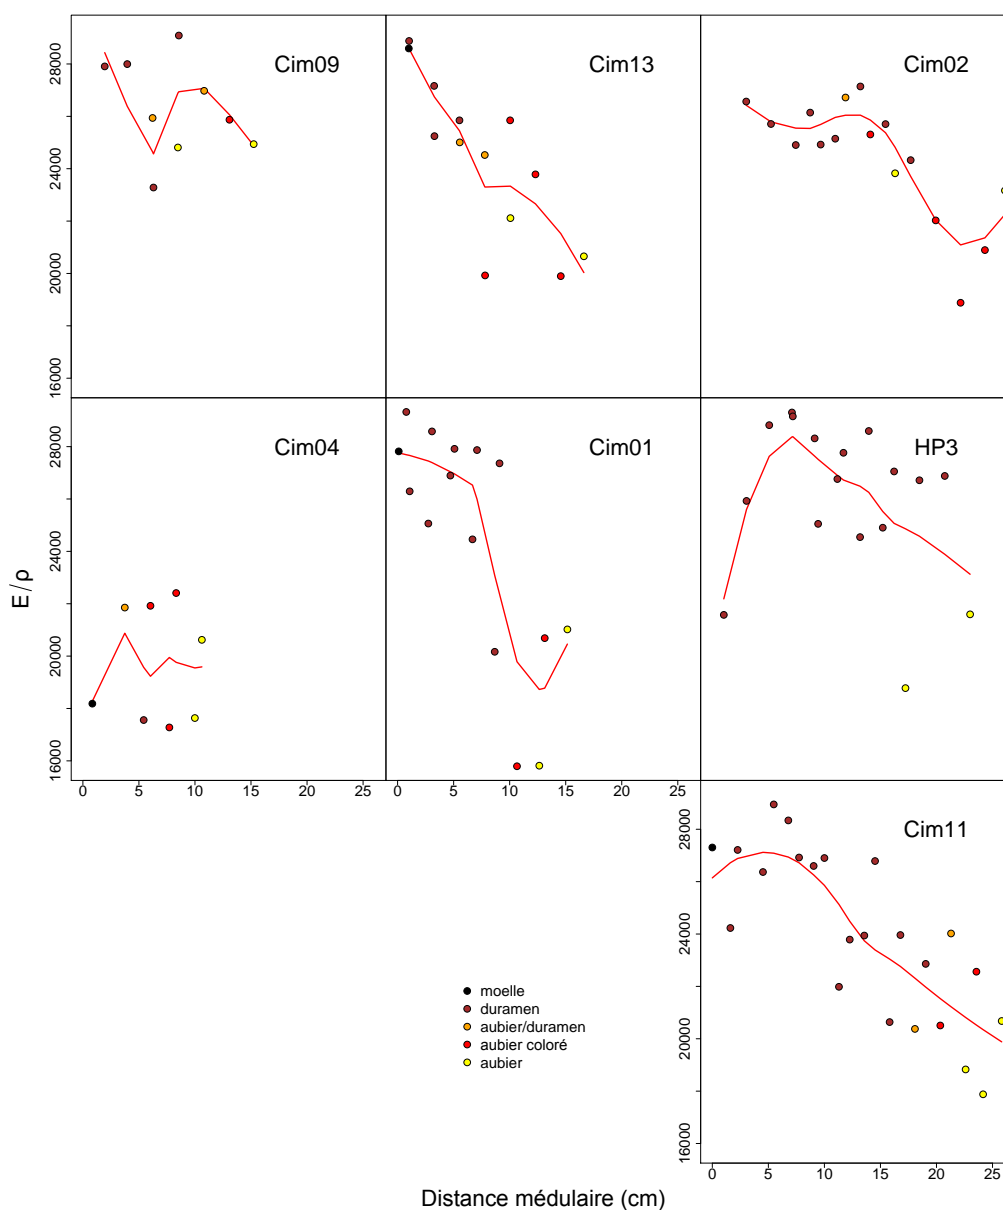 Cim09
Cim13
Cim02
28000
24000
20000
16000
Cim04
Cim01
HP3
28000
24000
20000
16000
E/ρ
0 5 10 15 20 25
0 5 10 15 20 25
Cim11
28000
24000
20000
16000
moelle
duramen
aubier/duramen
aubier coloré
aubier
0 5 10 15 20 25
Distance médulaire (cm)